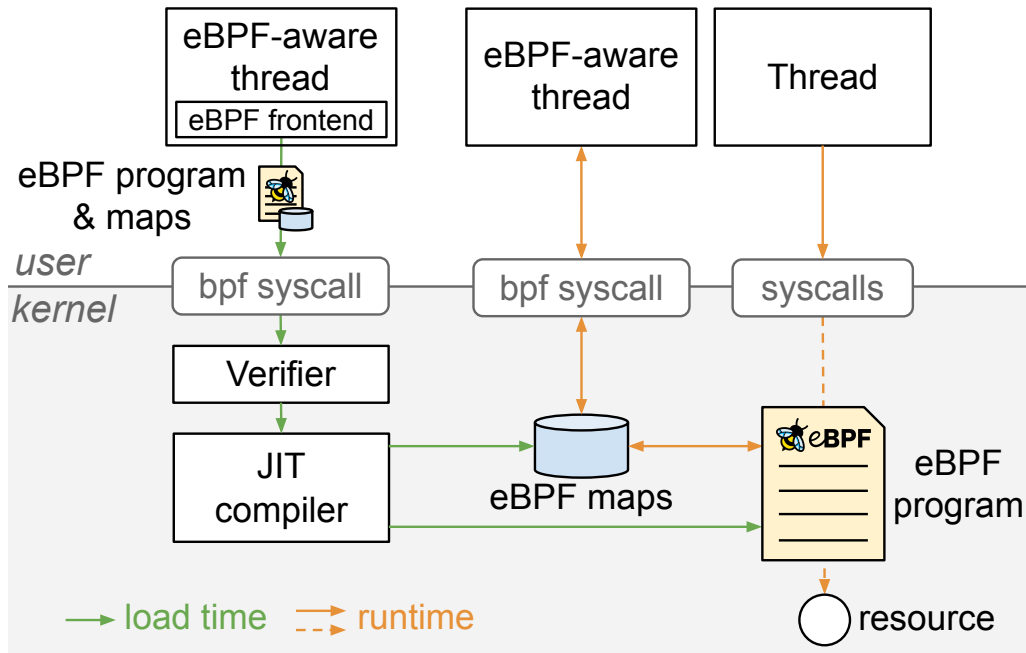 eBPF-aware
thread
eBPF frontend
eBPF-aware
thread
Thread
eBPF program
& maps
user
kernel
bpf syscall
bpf syscall
syscalls
Verifier
JIT
compiler
eBPF maps
eBPF
eBPF
program
load time
runtime
resource